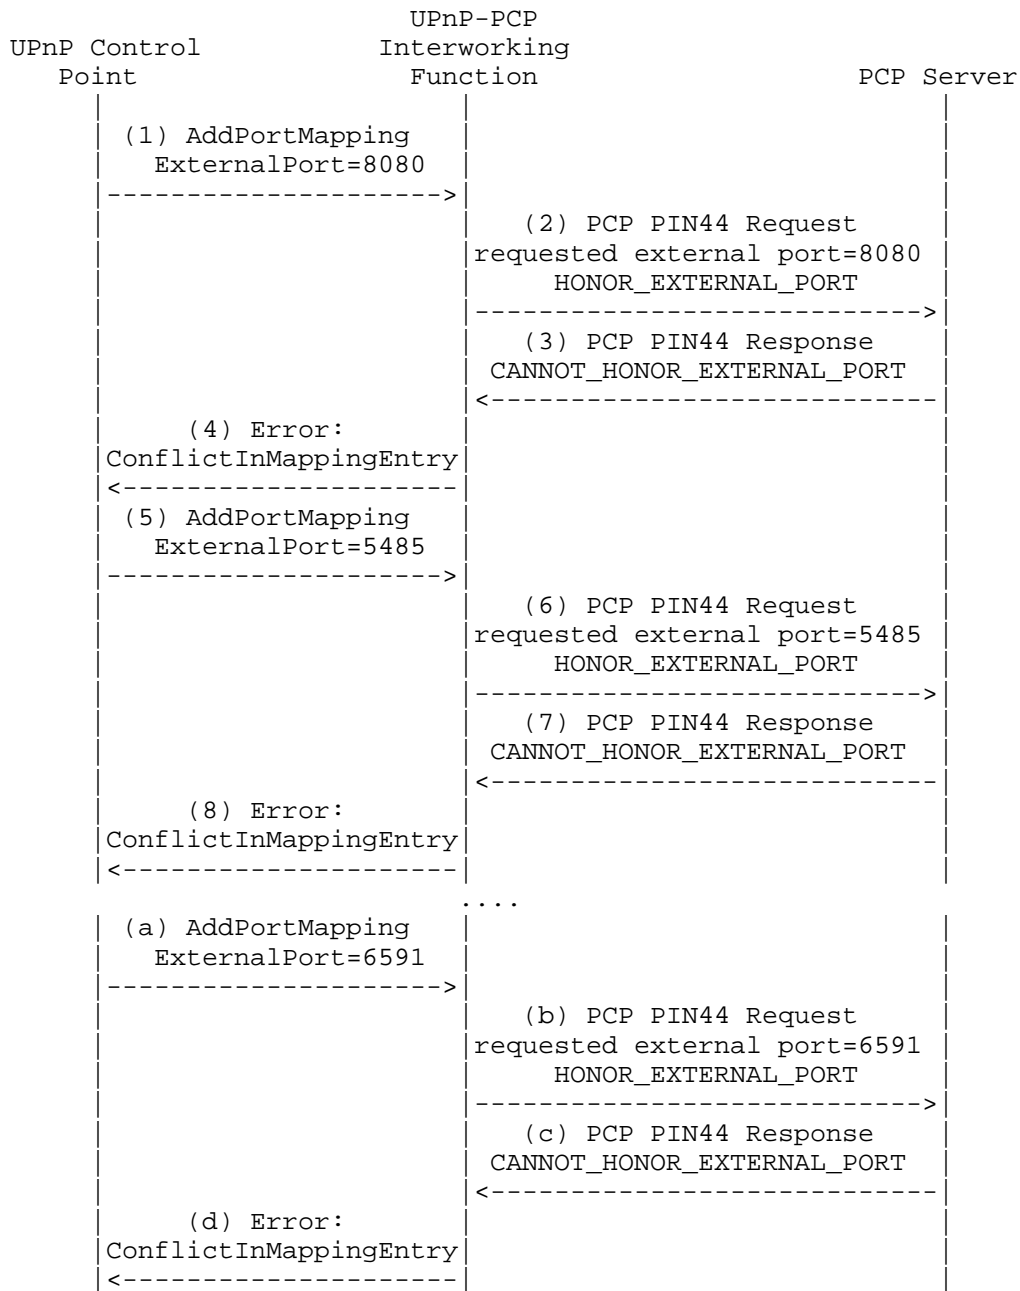 UPnP-PCP
UPnP Control Interworking
Point Function PCP Server
(1) AddPortMapping
ExternalPort=8080
(2) PCP PIN44 Request
requested external port=8080
HONOR_EXTERNAL_PORT
(3) PCP PIN44 Response
CANNOT_HONOR_EXTERNAL_PORT
(4) Error:
ConflictInMappingEntry
(5) AddPortMapping
ExternalPort=5485
(6) PCP PIN44 Request
requested external port=5485
HONOR_EXTERNAL_PORT
(7) PCP PIN44 Response
CANNOT_HONOR_EXTERNAL_PORT
(8) Error:
ConflictInMappingEntry
....
(a) AddPortMapping
ExternalPort=6591
(b) PCP PIN44 Request
requested external port=6591
HONOR_EXTERNAL_PORT
(c) PCP PIN44 Response
CANNOT_HONOR_EXTERNAL_PORT
(d) Error:
ConflictInMappingEntry